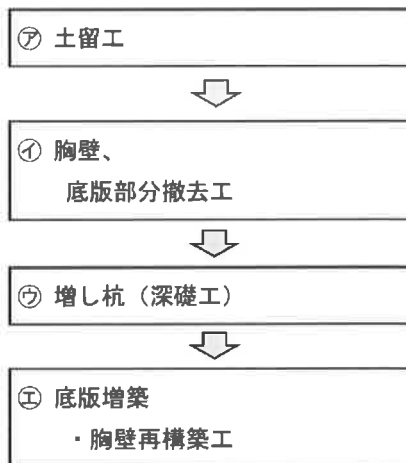 ㋐ 土留工
㋑ 胸壁、
底版部分撤去工
㋒ 増し杭（深礎工）
㋓ 底版増築
・胸壁再構築工